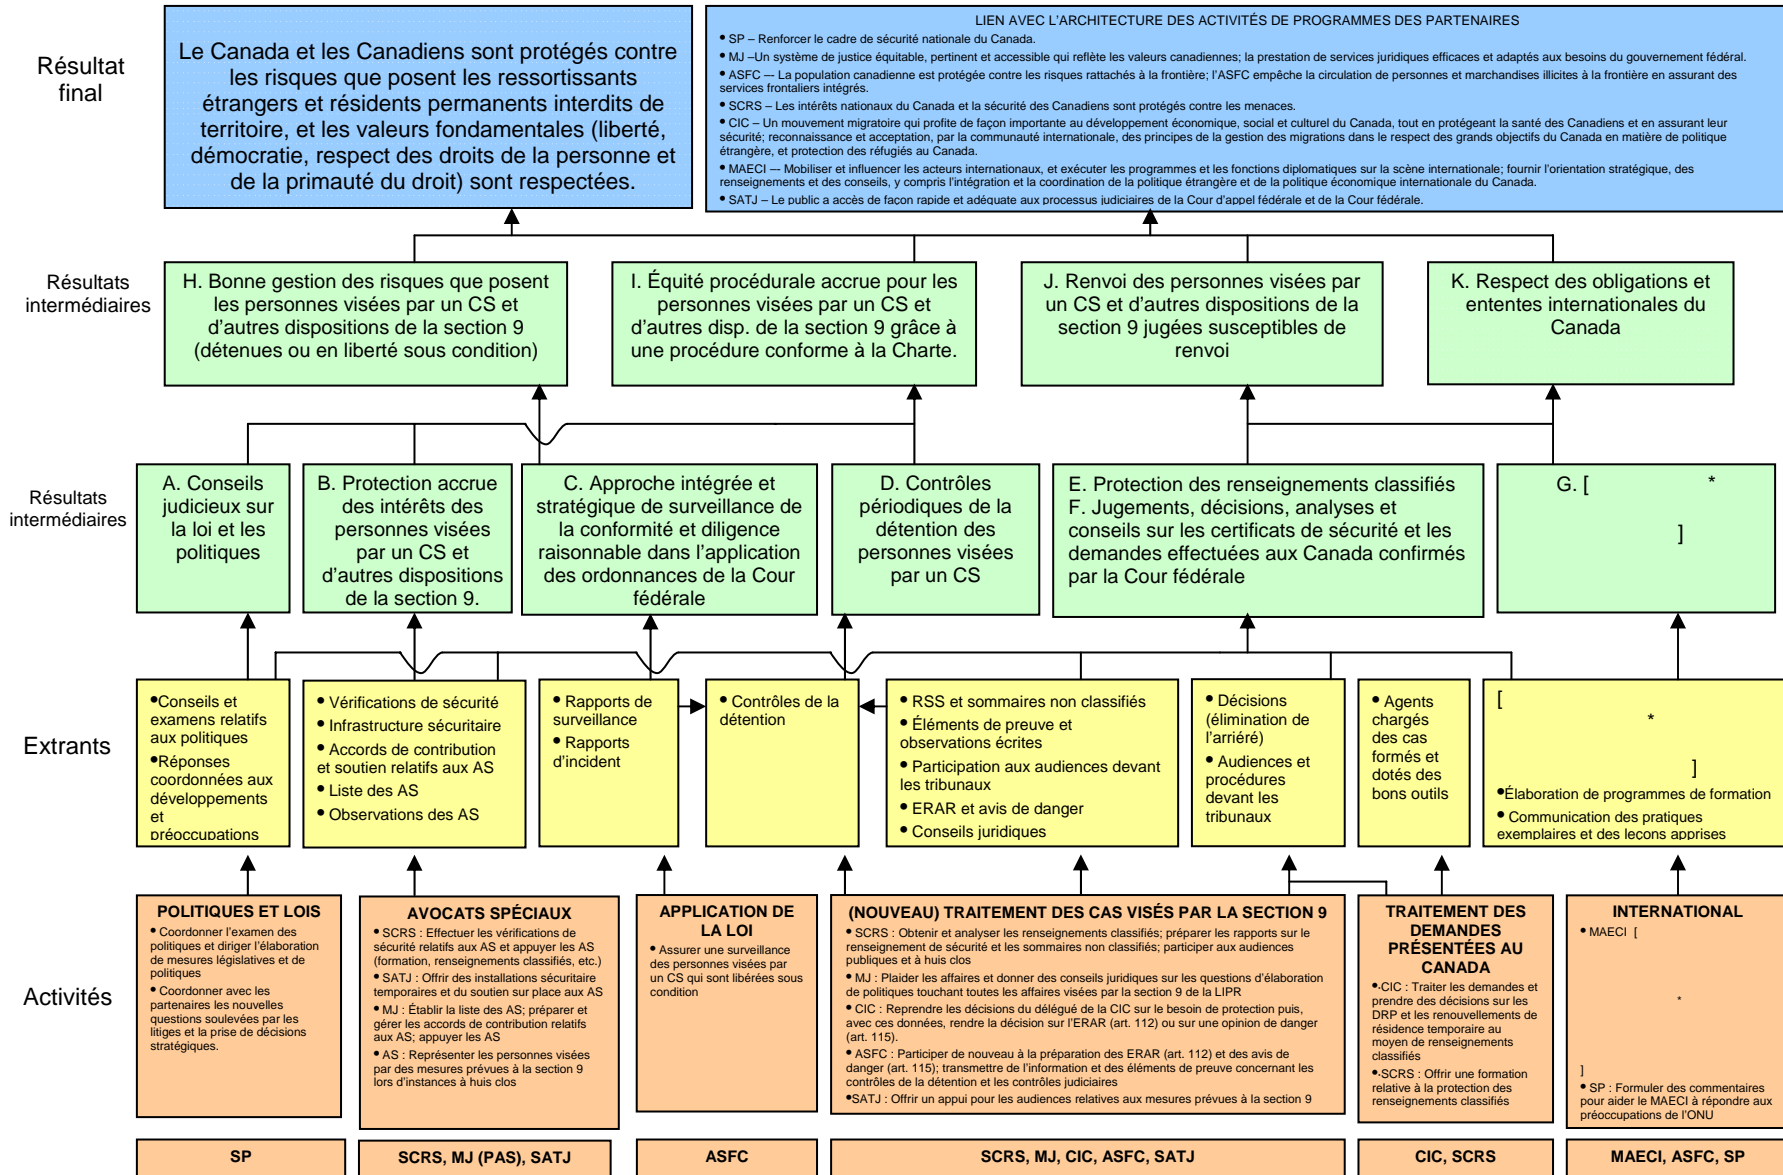 Résultat
final
Le Canada et les Canadiens sont protégés contre
les risques que posent les ressortissants
étrangers et résidents permanents interdits de
territoire, et les valeurs fondamentales (liberté,
démocratie, respect des droits de la personne et
de la primauté du droit) sont respectées.
LIEN AVEC L'ARCHITECTURE DES ACTIVITÉS DE PROGRAMMES DES PARTENAIRES
• SP – Renforcer le cadre de sécurité nationale du Canada.
• MJ –Un système de justice équitable, pertinent et accessible qui reflète les valeurs canadiennes; la prestation de services juridiques efficaces et adaptés aux besoins du gouvernement fédéral.
• ASFC –- La population canadienne est protégée contre les risques rattachés à la frontière; l'ASFC empêche la circulation de personnes et marchandises illicites à la frontière en assurant des
services frontaliers intégrés.
• SCRS – Les intérêts nationaux du Canada et la sécurité des Canadiens sont protégés contre les menaces.
• CIC – Un mouvement migratoire qui profite de façon importante au développement économique, social et culturel du Canada, tout en protégeant la santé des Canadiens et en assurant leur
sécurité; reconnaissance et acceptation, par la communauté internationale, des principes de la gestion des migrations dans le respect des grands objectifs du Canada en matière de politique
étrangère, et protection des réfugiés au Canada.
• MAECI –- Mobiliser et influencer les acteurs internationaux, et exécuter les programmes et les fonctions diplomatiques sur la scène internationale; fournir l'orientation stratégique, des
renseignements et des conseils, y compris l'intégration et la coordination de la politique étrangère et de la politique économique internationale du Canada.
• SATJ – Le public a accès de façon rapide et adéquate aux processus judiciaires de la Cour d'appel fédérale et de la Cour fédérale.
Résultats
intermédiaires
H. Bonne gestion des risques que posent
les personnes visées par un CS et
d'autres dispositions de la section 9
(détenues ou en liberté sous condition)
I. Équité procédurale accrue pour les
personnes visées par un CS et
d'autres disp. de la section 9 grâce à
une procédure conforme à la Charte.
J. Renvoi des personnes visées par
un CS et d'autres dispositions de la
section 9 jugées susceptibles de
renvoi
K. Respect des obligations et
ententes internationales du
Canada
Résultats
intermédiaires
A. Conseils
judicieux sur
la loi et les
politiques
B. Protection accrue
des intérêts des
personnes visées
par un CS et
d'autres dispositions
de la section 9.
C. Approche intégrée et
stratégique de surveillance de
la conformité et diligence
raisonnable dans l'application
des ordonnances de la Cour
fédérale
D. Contrôles
périodiques de la
détention des
personnes visées
par un CS
E. Protection des renseignements classifiés
F. Jugements, décisions, analyses et
conseils sur les certificats de sécurité et les
demandes effectuées aux Canada confirmés
par la Cour fédérale
G. [ *
]
Extrants
•Conseils et
examens relatifs
aux politiques
•Réponses
coordonnées aux
développements
et
préoccupations
• Vérifications de sécurité
• Infrastructure sécuritaire
• Accords de contribution
et soutien relatifs aux AS
• Liste des AS
• Observations des AS
• Rapports de
surveillance
• Rapports
d'incident
• Contrôles de la
détention
• RSS et sommaires non classifiés
• Éléments de preuve et
observations écrites
• Participation aux audiences devant
les tribunaux
• ERAR et avis de danger
• Conseils juridiques
• Décisions
(élimination de
l'arriéré)
• Audiences et
procédures
devant les
tribunaux
• Agents
chargés
des cas
formés et
dotés des
bons outils
[
*
]
•Élaboration de programmes de formation
• Communication des pratiques
exemplaires et des leçons apprises
Activités
POLITIQUES ET LOIS
• Coordonner l'examen des
politiques et diriger l'élaboration
de mesures législatives et de
politiques
• Coordonner avec les
partenaires les nouvelles
questions soulevées par les
litiges et la prise de décisions
stratégiques.
AVOCATS SPÉCIAUX
• SCRS : Effectuer les vérifications de
sécurité relatifs aux AS et appuyer les AS
(formation, renseignements classifiés, etc.)
• SATJ : Offrir des installations sécuritaire
temporaires et du soutien sur place aux AS
• MJ : Établir la liste des AS; préparer et
gérer les accords de contribution relatifs
aux AS; appuyer les AS
• AS : Représenter les personnes visées
par des mesures prévues à la section 9
lors d'instances à huis clos
APPLICATION DE
LA LOI
• Assurer une surveillance
des personnes visées par
un CS qui sont libérées sous
condition
(NOUVEAU) TRAITEMENT DES CAS VISÉS PAR LA SECTION 9
• SCRS : Obtenir et analyser les renseignements classifiés; préparer les rapports sur le
renseignement de sécurité et les sommaires non classifiés; participer aux audiences
publiques et à huis clos
• MJ : Plaider les affaires et donner des conseils juridiques sur les questions d'élaboration
de politiques touchant toutes les affaires visées par la section 9 de la LIPR
• CIC : Reprendre les décisions du délégué de la CIC sur le besoin de protection puis,
avec ces données, rendre la décision sur l'ERAR (art. 112) ou sur une opinion de danger
(art. 115).
• ASFC : Participer de nouveau à la préparation des ERAR (art. 112) et des avis de
danger (art. 115); transmettre de l'information et des éléments de preuve concernant les
contrôles de la détention et les contrôles judiciaires
•SATJ : Offrir un appui pour les audiences relatives aux mesures prévues à la section 9
TRAITEMENT DES
DEMANDES
PRÉSENTÉES AU
CANADA
•-CIC : Traiter les demandes et
prendre des décisions sur les
DRP et les renouvellements de
résidence temporaire au
moyen de renseignements
classifiés
•-SCRS : Offrir une formation
relative à la protection des
renseignements classifiés
INTERNATIONAL
• MAECI [
*
]
• SP : Formuler des commentaires
pour aider le MAECI à répondre aux
préoccupations de l'ONU
SP
SCRS, MJ (PAS), SATJ
ASFC
SCRS, MJ, CIC, ASFC, SATJ
CIC, SCRS
MAECI, ASFC, SP